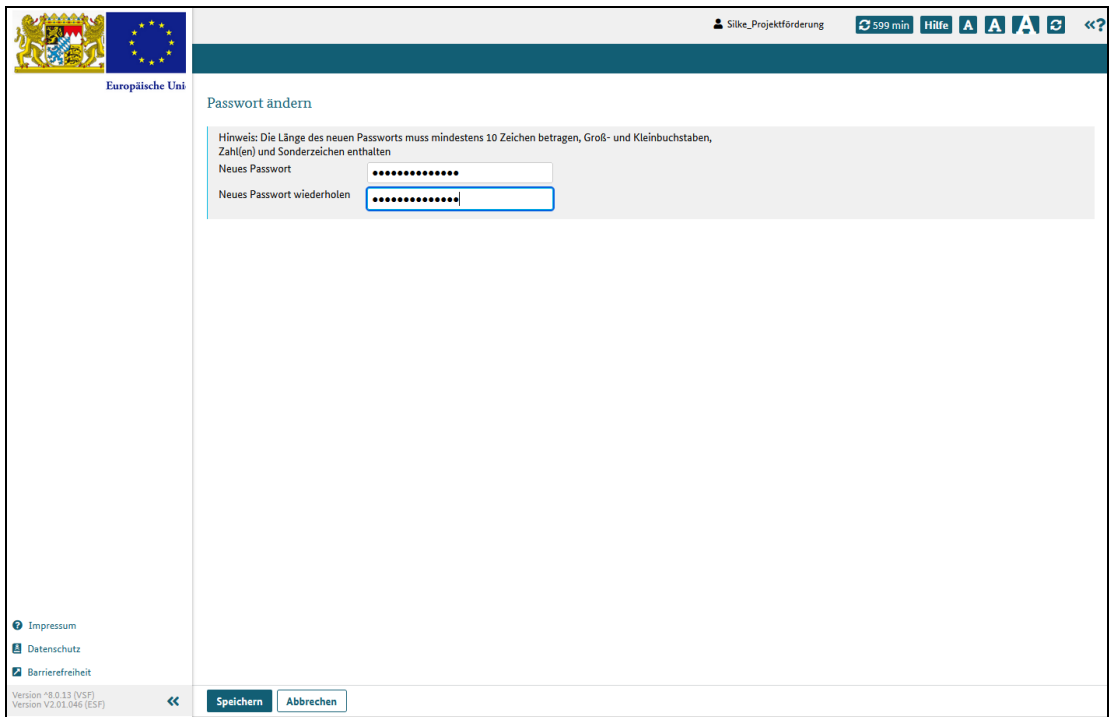 Silke_Projektförderung
599 min
Hilfe
A
A
A
«?
Europäische Uni
Passwort ändern
Hinweis: Die Länge des neuen Passworts muss mindestens 10 Zeichen betragen, Groß- und Kleinbuchstaben,
Zahl(en) und Sonderzeichen enthalten
Neues Passwort ••••••••••••••
Neues Passwort wiederholen ••••••••••••••
Impressum
Datenschutz
Barrierefreiheit
Version ^8.0.13 (VSF)
Version V2.01.046 (ESF)
«
Speichern
Abbrechen